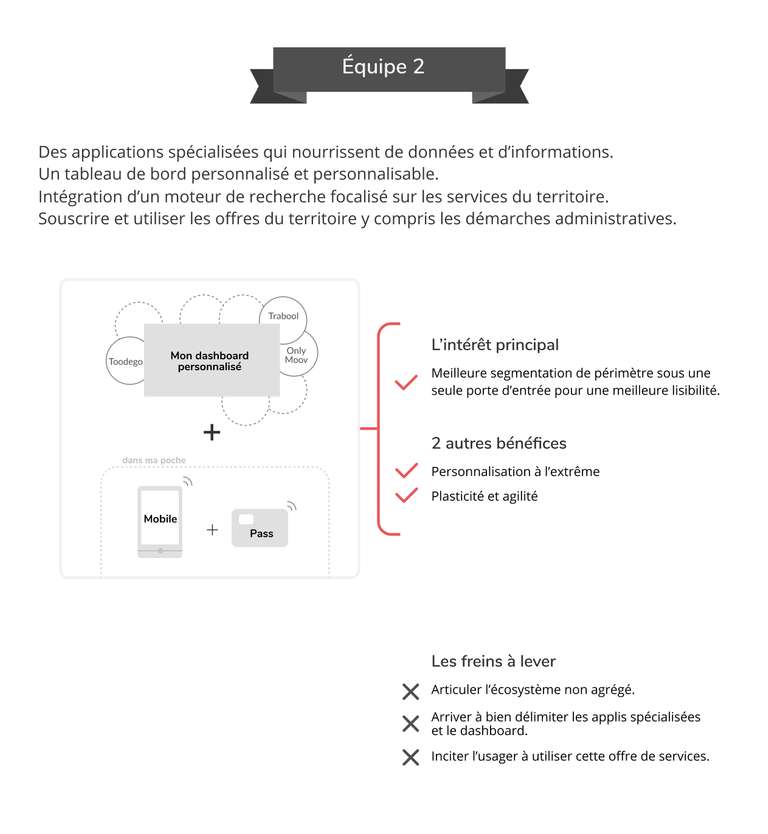 Équipe 2
Des applications spécialisées qui nourrissent de données et d’informations.
Un tableau de bord personnalisé et personnalisable.
Intégration d’un moteur de recherche focalisé sur les services du territoire.
Souscrire et utiliser les offres du territoire y compris les démarches administratives.
Trabool
Toodego
Mon dashboard
personnalisé
Only
Moov
+
dans ma poche
Mobile
+
Pass
L’intérêt principal
Meilleure segmentation de périmètre sous une
seule porte d’entrée pour une meilleure lisibilité.
2 autres bénéfices
Personnalisation à l’extrême
Plasticité et agilité
Les freins à lever
Articuler l’écosystème non agrégé.
Arriver à bien délimiter les applis spécialisées
et le dashboard.
Inciter l’usager à utiliser cette offre de services.